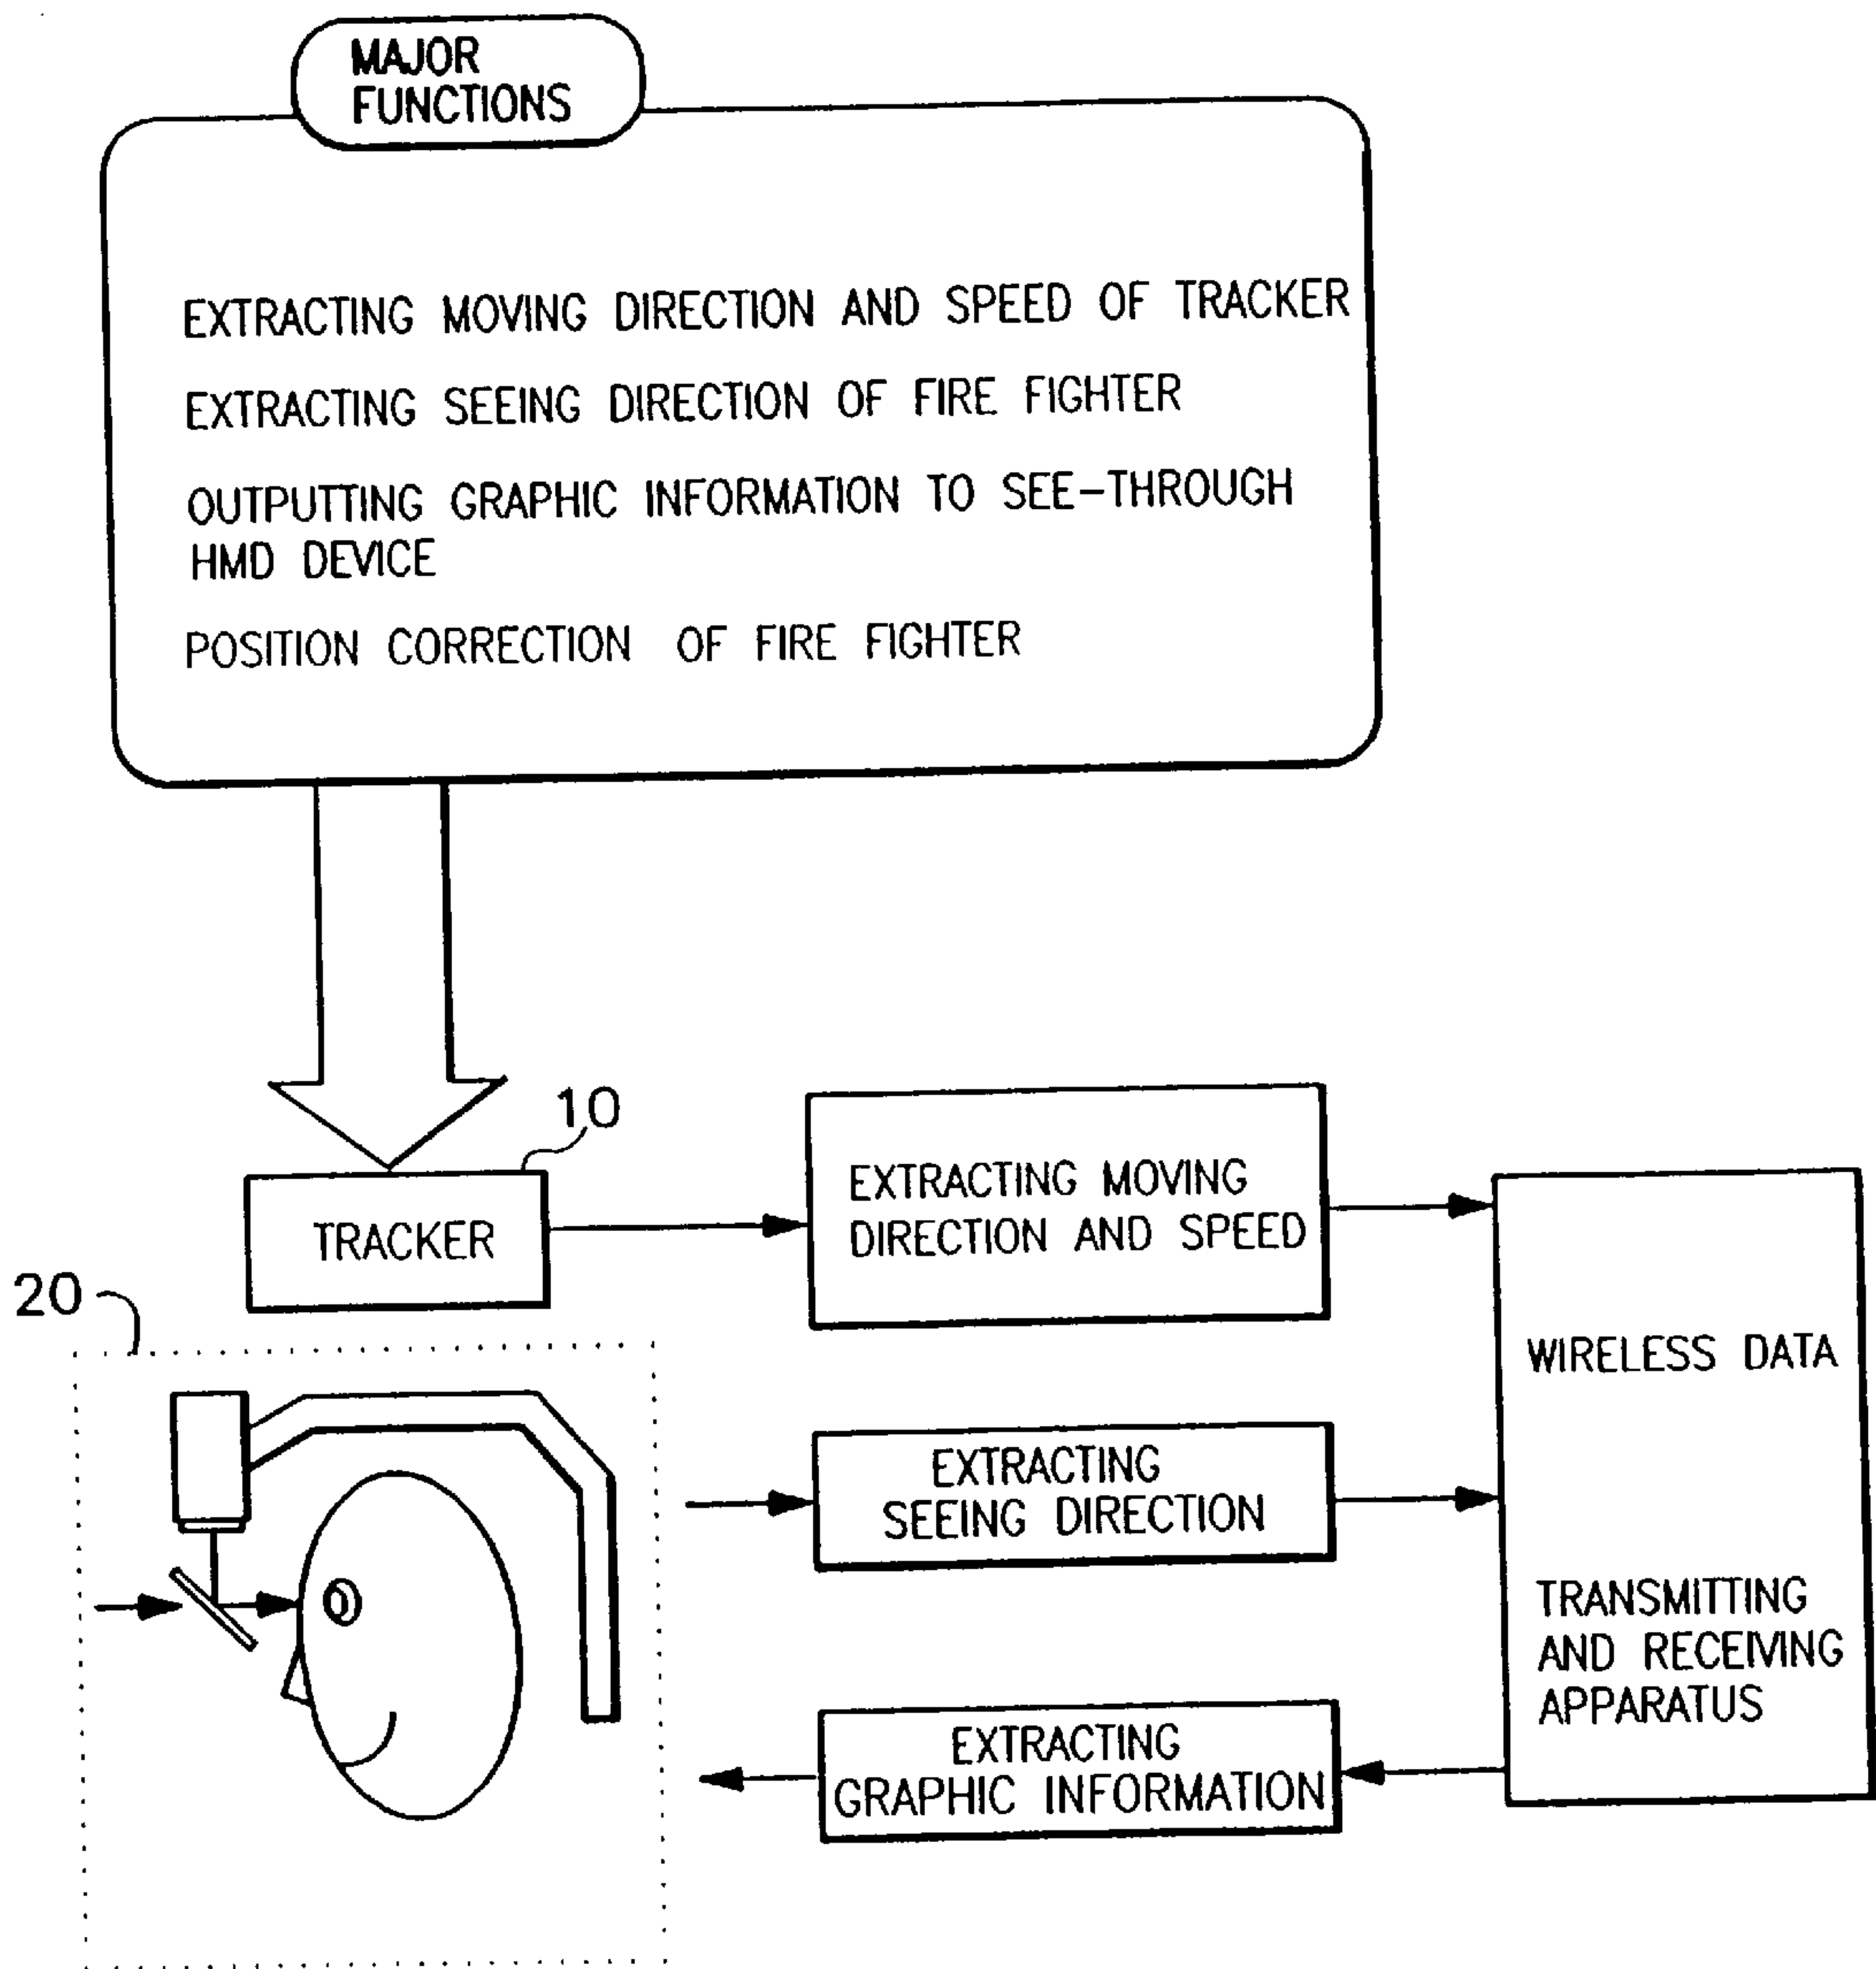 MAJOR
FUNCTIONS
EXTRACTING MOVING DIRECTION AND SPEED OF TRACKER
EXTRACTING SEEING DIRECTION OF FIRE FIGHTER
OUTPUTTING GRAPHIC INFORMATION TO SEE-THROUGH
HMD DEVICE
POSITION CORRECTION OF FIRE FIGHTER
10
TRACKER
EXTRACTING MOVING
DIRECTION AND SPEED
20
EXTRACTING
SEEING DIRECTION
EXTRACTING
GRAPHIC INFORMATION
WIRELESS DATA
TRANSMITTING
AND RECEIVING
APPARATUS